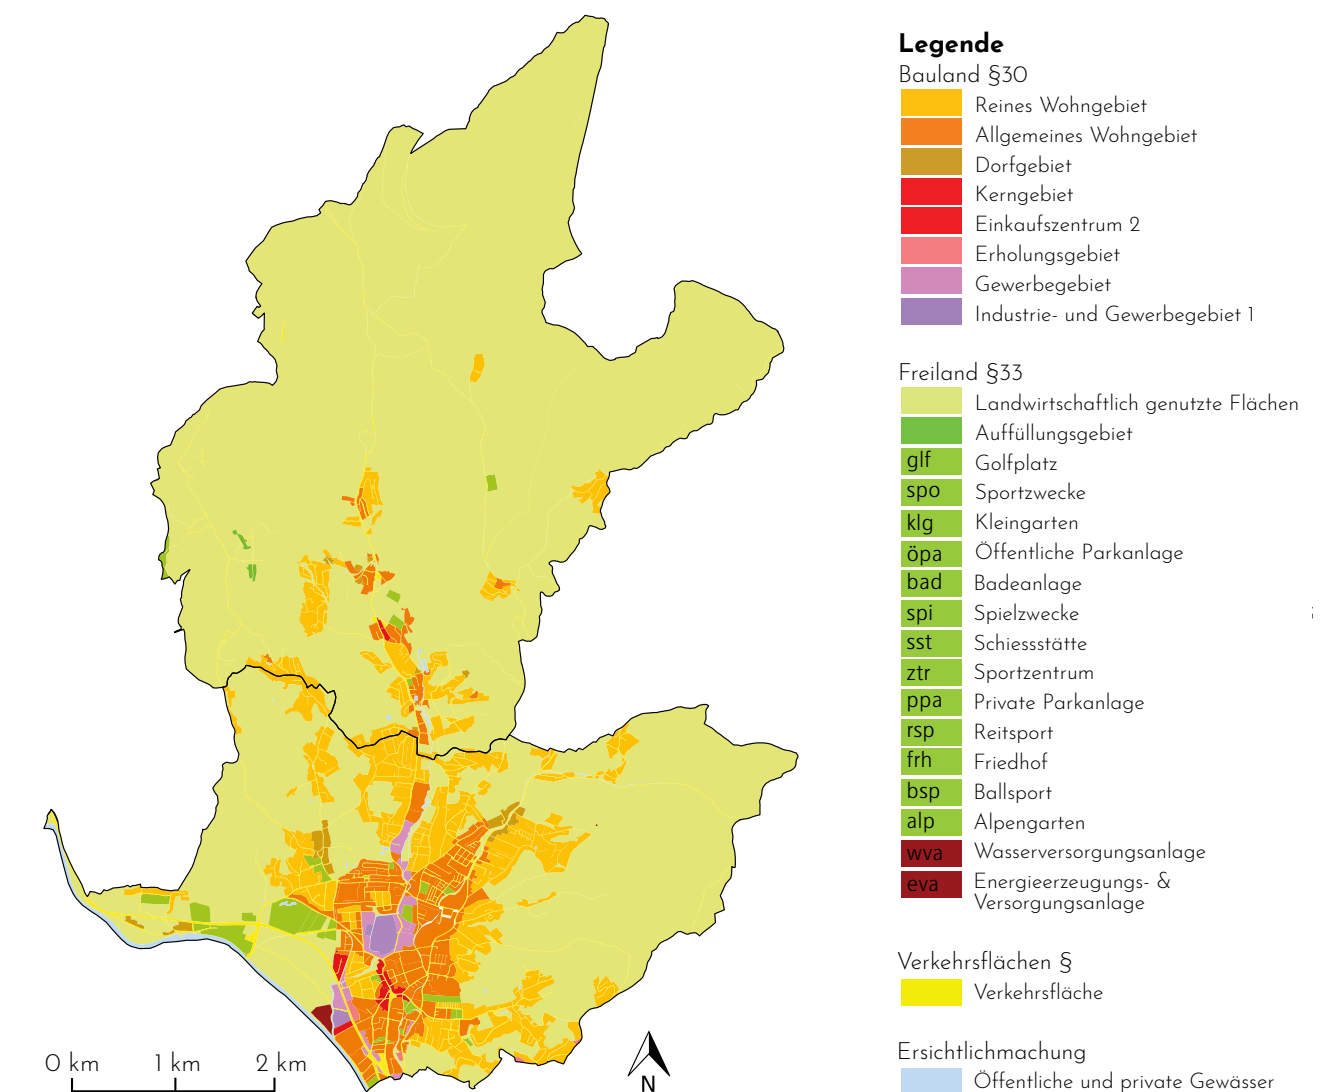 Legende
Bauland §30
Reines Wohngebiet
Allgemeines Wohngebiet
Dorfgebiet
Kerngebiet
Einkaufszentrum 2
Erholungsgebiet
Gewerbegebiet
Industrie- und Gewerbegebiet 1
Freiland §33
Landwirtschaftlich genutzte Flächen
Auffüllungsgebiet
glf Golfplatz
spo Sportzwecke
klg Kleingarten
öpa Öffentliche Parkanlage
bad Badeanlage
spi Spielzwecke
sst Schiessstätte
ztr Sportzentrum
ppa Private Parkanlage
rsp Reitsport
frh Friedhof
bsp Ballsport
alp Alpengarten
wva Wasserversorgungsanlage
eva Energieerzeugungs- &
Versorgungsanlage
Verkehrsflächen §
Verkehrsfläche
Ersichtlichmachung
Öffentliche und private Gewässer
0 km 1 km 2 km
N